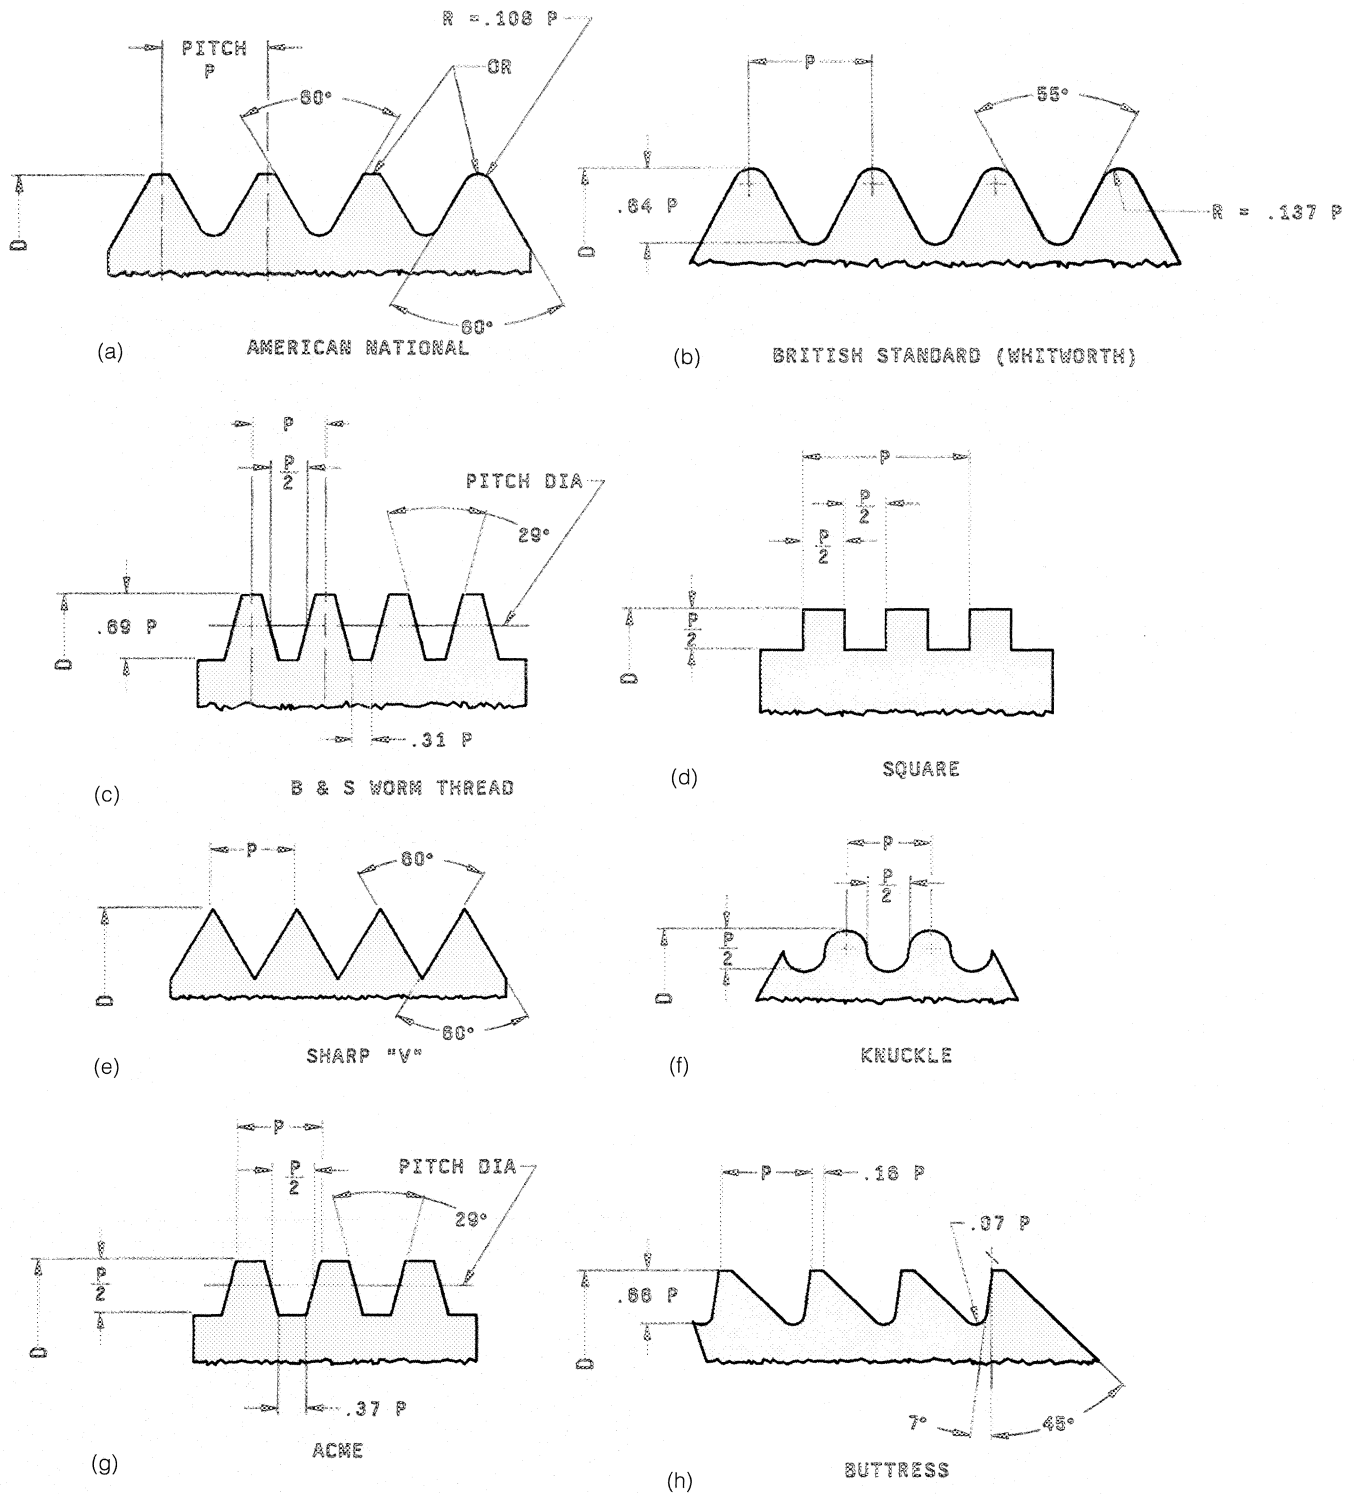 R = .108 P
PITCH
P
OR
60°
D
60°
(a)
AMERICAN NATIONAL
P
55°
.64 P
D
R = .137 P
(b)
BRITISH STANDARD (WHITWORTH)
P
P
2
PITCH DIA
29°
.69 P
D
.31 P
(c)
B & S WORM THREAD
P
P
2
P
2
P
2
D
(d)
SQUARE
P
60°
D
60°
(e)
SHARP "V"
P
P
2
P
2
D
(f)
KNUCKLE
P
P
2
PITCH DIA
29°
P
2
D
.37 P
(g)
ACME
P
.16 P
.07 P
.66 P
D
7°
45°
(h)
BUTTRESS